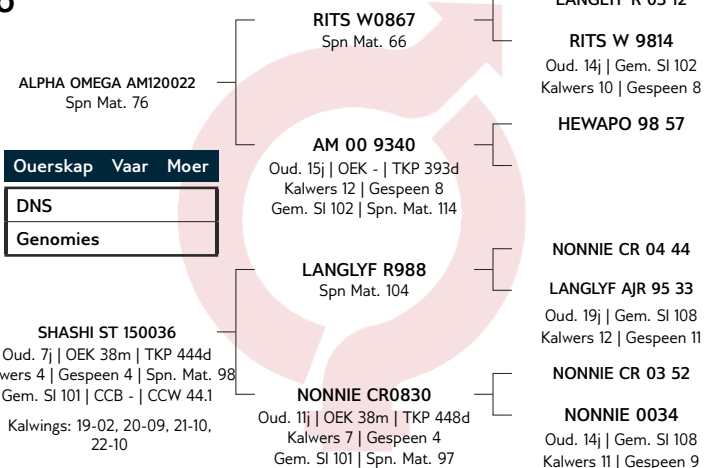 LANGLYF R 05 12
RITS W0867
Spn Mat. 66
RITS W 9814
Oud. 14j | Gem. SI 102
Kalwers 10 | Gespeen 8
ALPHA OMEGA AM120022
Spn Mat. 76
HEWAPO 98 57
AM 00 9340
Oud. 15j | OEK - | TKP 393d
Kalwers 12 | Gespeen 8
Gem. SI 102 | Spn. Mat. 114
Ouerskap Vaar Moer
DNS
Genomies
NONNIE CR 04 44
LANGLYF R988
Spn Mat. 104
LANGLYF AJR 95 33
Oud. 19j | Gem. SI 108
Kalwers 12 | Gespeen 11
SHASHI ST 150036
Oud. 7j | OEK 38m | TKP 444d
wers 4 | Gespeen 4 | Spn. Mat. 98
Gem. SI 101 | CCB - | CCW 44.1
Kalwings: 19-02, 20-09, 21-10,
22-10
NONNIE CR 03 52
NONNIE CR0830
Oud. 11j | OEK 38m | TKP 448d
Kalwers 7 | Gespeen 4
Gem. SI 101 | Spn. Mat. 97
NONNIE 0034
Oud. 14j | Gem. SI 108
Kalwers 11 | Gespeen 9